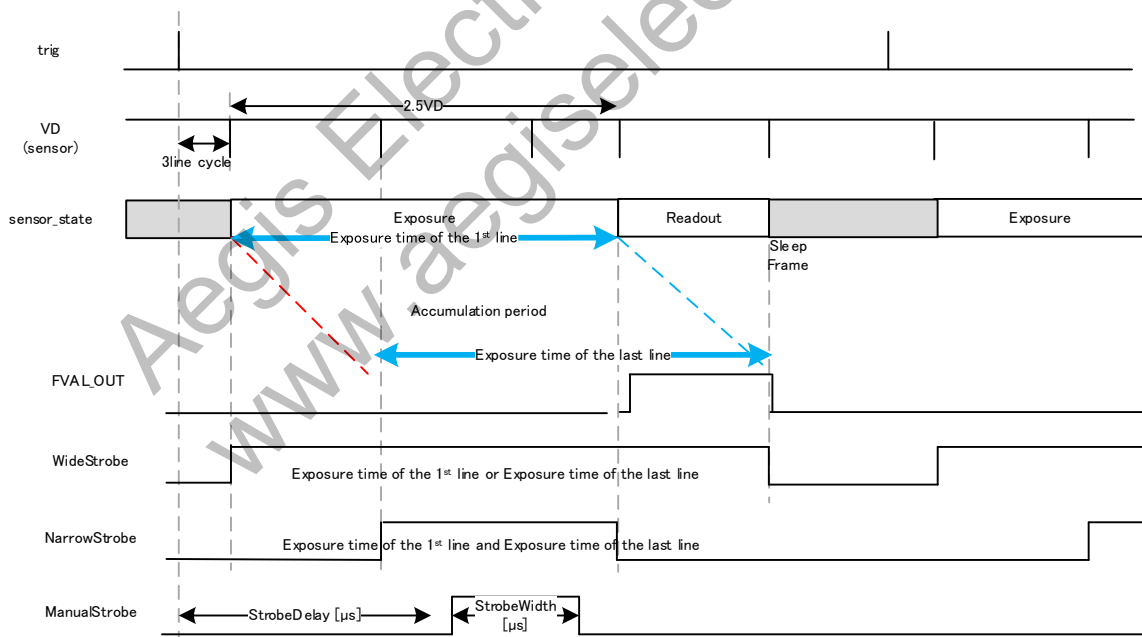 trig
2.5VD
VD
(sensor)
3line cycle
sensor_state
Exposure
Readout
Exposure
Exposure time of the 1st line
Sleep
Frame
Accumulation period
Exposure time of the last line
FVAL_OUT
WideStrobe
Exposure time of the 1st line or Exposure time of the last line
NarrowStrobe
Exposure time of the 1st line and Exposure time of the last line
ManualStrobe
StrobeDelay [μs]
StrobeWidth
[μs]
Aegis Elect
www.aegiselec